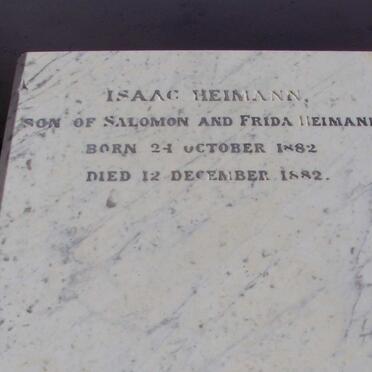 ISAAC HEIMANN,
SON OF SALOMON AND FRIDA HEIMANN
BORN 24 OCTOBER 1882
DIED 12 DECEMBER 1882.